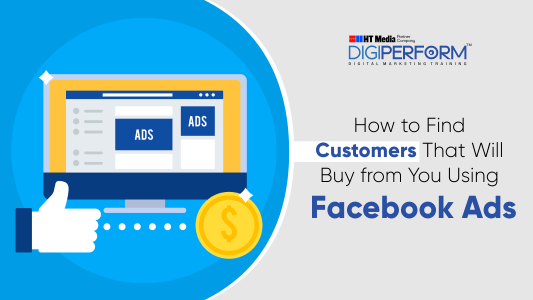 HT Media Partner Company
DIGIPERFORM™
DIGITAL MARKETING TRAINING
How to Find
Customers That Will
Buy from You Using
Facebook Ads
ADS
ADS
$